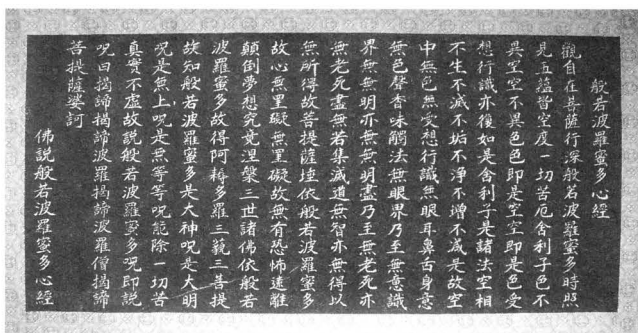 般若波羅蜜多心經
觀自在菩薩行深般若波羅蜜多時照
見五蘊皆空度一切苦厄舍利子色不
異空空不異色色即是空空即是色受
想行識亦復如是舍利子是諸法空相
不生不滅不垢不淨不增不減是故空
中無色無受想行識無眼耳鼻舌身意
無色聲香味觸法無眼界乃至無意識
界無無明亦無無明盡乃至無老死亦
無老死盡無苦集滅道無智亦無得以
無所得故菩提薩埵依般若波羅蜜多
故心無罣礙無罣礙故無有恐怖遠離
顛倒夢想究竟涅槃三世諸佛依般若
波羅蜜多故得阿耨多羅三藐三菩提
故知般若波羅蜜多是大神呪是大明
呪是無上呪是無等等呪能除一切苦
真實不虛故說般若波羅蜜多呪即說
呪曰揭諦揭諦波羅揭諦波羅僧揭諦
菩提薩婆訶
佛說般若波羅蜜多心經